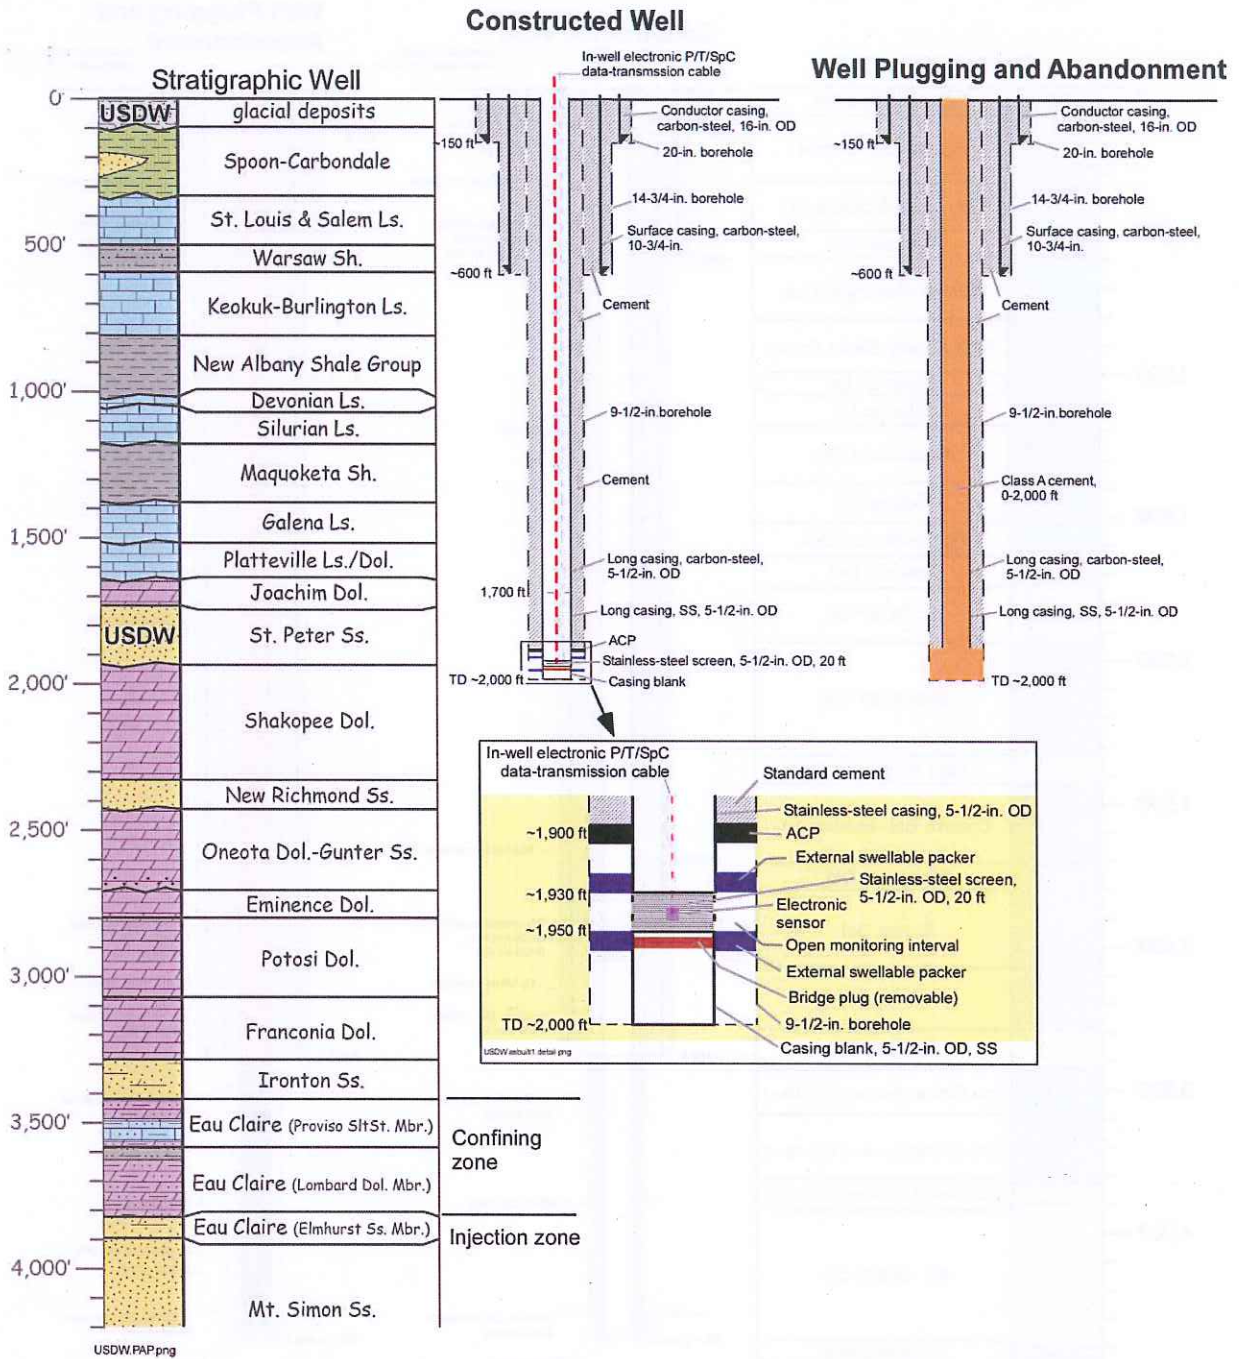 Constructed Well
In-well electronic P/T/SpC
data-transmssion cable
Stratigraphic Well
Well Plugging and Abandonment
0'
USDW
glacial deposits
Spoon-Carbondale
St. Louis & Salem Ls.
500'
Warsaw Sh.
Keokuk-Burlington Ls.
New Albany Shale Group
1,000'
Devonian Ls.
Silurian Ls.
Maquoketa Sh.
Galena Ls.
1,500'
Platteville Ls./Dol.
Joachim Dol.
USDW
St. Peter Ss.
2,000'
Shakopee Dol.
New Richmond Ss.
2,500'
Oneota Dol.-Gunter Ss.
Eminence Dol.
Potosi Dol.
3,000'
Franconia Dol.
Ironton Ss.
3,500'
Eau Claire (Proviso SltSt. Mbr.)
Eau Claire (Lombard Dol. Mbr.)
Eau Claire (Elmhurst Ss. Mbr.)
4,000'
Mt. Simon Ss.
Confining
zone
Injection zone
USDW.PAP.png
Conductor casing,
carbon-steel, 16-in. OD
~150 ft
20-in. borehole
14-3/4-in. borehole
Surface casing, carbon-steel,
10-3/4-in.
~600 ft
Cement
9-1/2-in.borehole
Cement
Long casing, carbon-steel,
5-1/2-in. OD
1,700 ft
Long casing, SS, 5-1/2-in. OD
ACP
Stainless-steel screen, 5-1/2-in. OD, 20 ft
Casing blank
TD ~2,000 ft
Conductor casing,
carbon-steel, 16-in. OD
~150 ft
20-in. borehole
14-3/4-in. borehole
Surface casing, carbon-steel,
10-3/4-in.
~600 ft
Cement
9-1/2-in.borehole
Class A cement,
0-2,000 ft
Long casing, carbon-steel,
5-1/2-in. OD
Long casing, SS, 5-1/2-in. OD
TD ~2,000 ft
In-well electronic P/T/SpC
data-transmission cable
Standard cement
Stainless-steel casing, 5-1/2-in. OD
~1,900 ft
ACP
External swellable packer
Stainless-steel screen,
5-1/2-in. OD, 20 ft
~1,930 ft
Electronic
sensor
~1,950 ft
Open monitoring interval
External swellable packer
Bridge plug (removable)
TD ~2,000 ft
9-1/2-in. borehole
Casing blank, 5-1/2-in. OD, SS